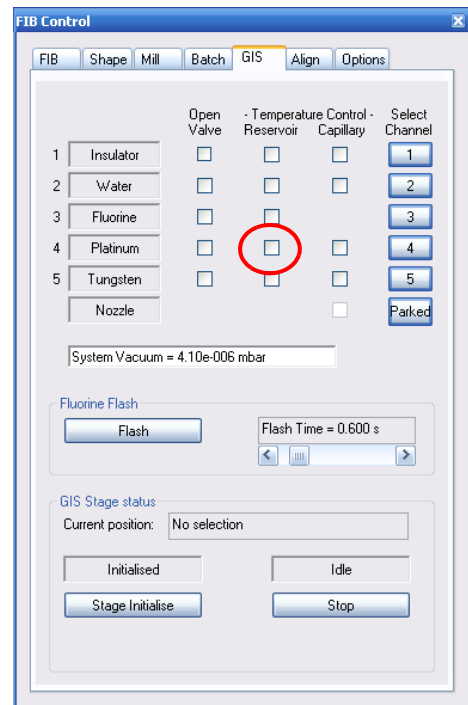 FIB Control
FIB Shape Mill Batch GIS Align Options
Open - Temperature Control - Select
Valve Reservoir Capillary Channel
1 Insulator 1
2 Water 2
3 Fluorine 3
4 Platinum 4
5 Tungsten 5
Nozzle Parked
System Vacuum = 4.10e-006 mbar
Fluorine Flash
Flash Flash Time = 0.600 s
GIS Stage status
Current position: No selection
Initialised Idle
Stage Initialise Stop